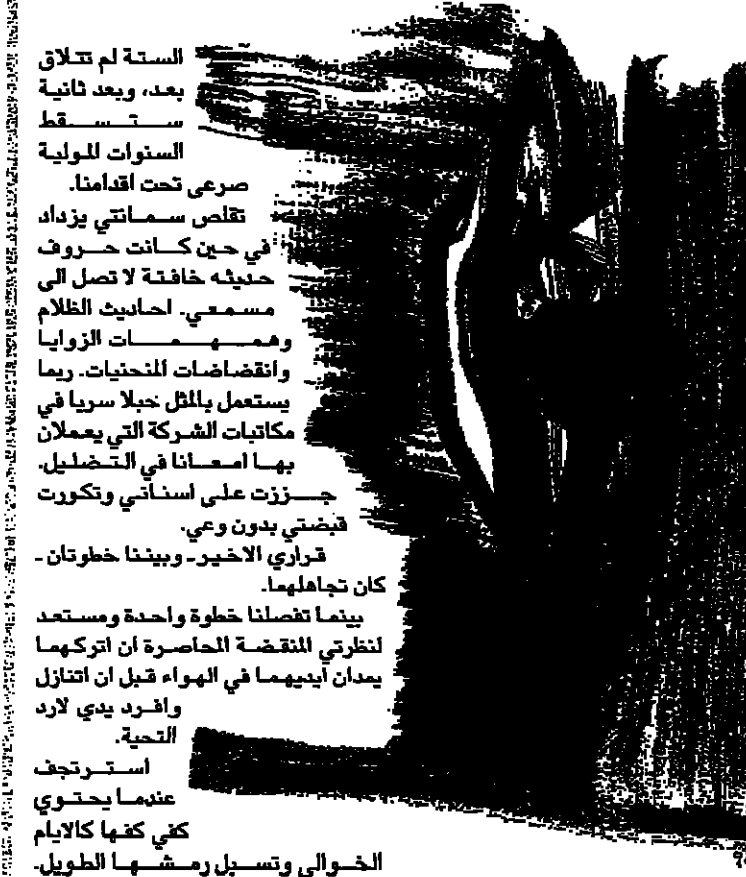 الستة لم تتلاق
بعد، وبعد ثانية
ستسقط
السنوات المولية
صرعى تحت اقدامنا.
تقلص سمانتي يزداد
في حين كانت حروف
حديثه خافتة لا تصل الى
مسمعي. احاديث الظلام
وهمهمات الزوايا
وانقضاضات المنحنيات. ربما
يستعمل بالمثل حبلا سريا في
مكاتبات الشركة التي يعملان
بها امعانا في التضليل.
جززت على اسناني وتكورت
قبضتي بدون وعي.
قراري الاخير - وبيننا خطوتان -
كان تجاهلهما.
بينما تفصلنا خطوة واحدة ومستعد
لنظرتي المنقضة المحاصرة ان اتركهما
يمدان ايديهما في الهواء قبل ان اتنازل
وافرد يدي لارد
التحية.
استرتجف
عندما يحتوي
كفي كفها كالايام
الخوالي وتسبل رمشها الطويل.